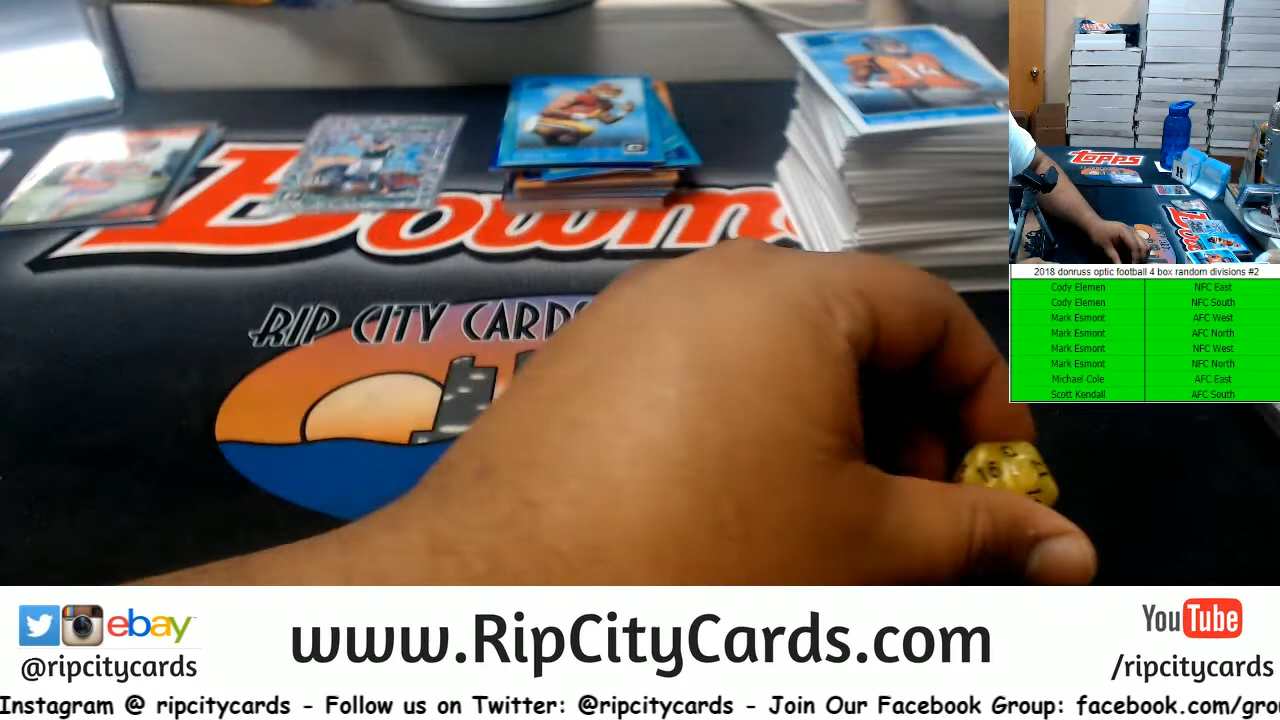 Bowm
RIP CITY CARDS
14
16
topps
R
2018 donruss optic football 4 box random divisions #2
Cody Elemen NFC East
Cody Elemen NFC South
Mark Esmont AFC West
Mark Esmont AFC North
Mark Esmont NFC West
Mark Esmont NFC North
Michael Cole AFC East
Scott Kendall AFC South
ebay
@ripcitycards
www.RipCityCards.com
YouTube
/ripcitycards
Instagram @ ripcitycards - Follow us on Twitter: @ripcitycards - Join Our Facebook Group: facebook.com/gro